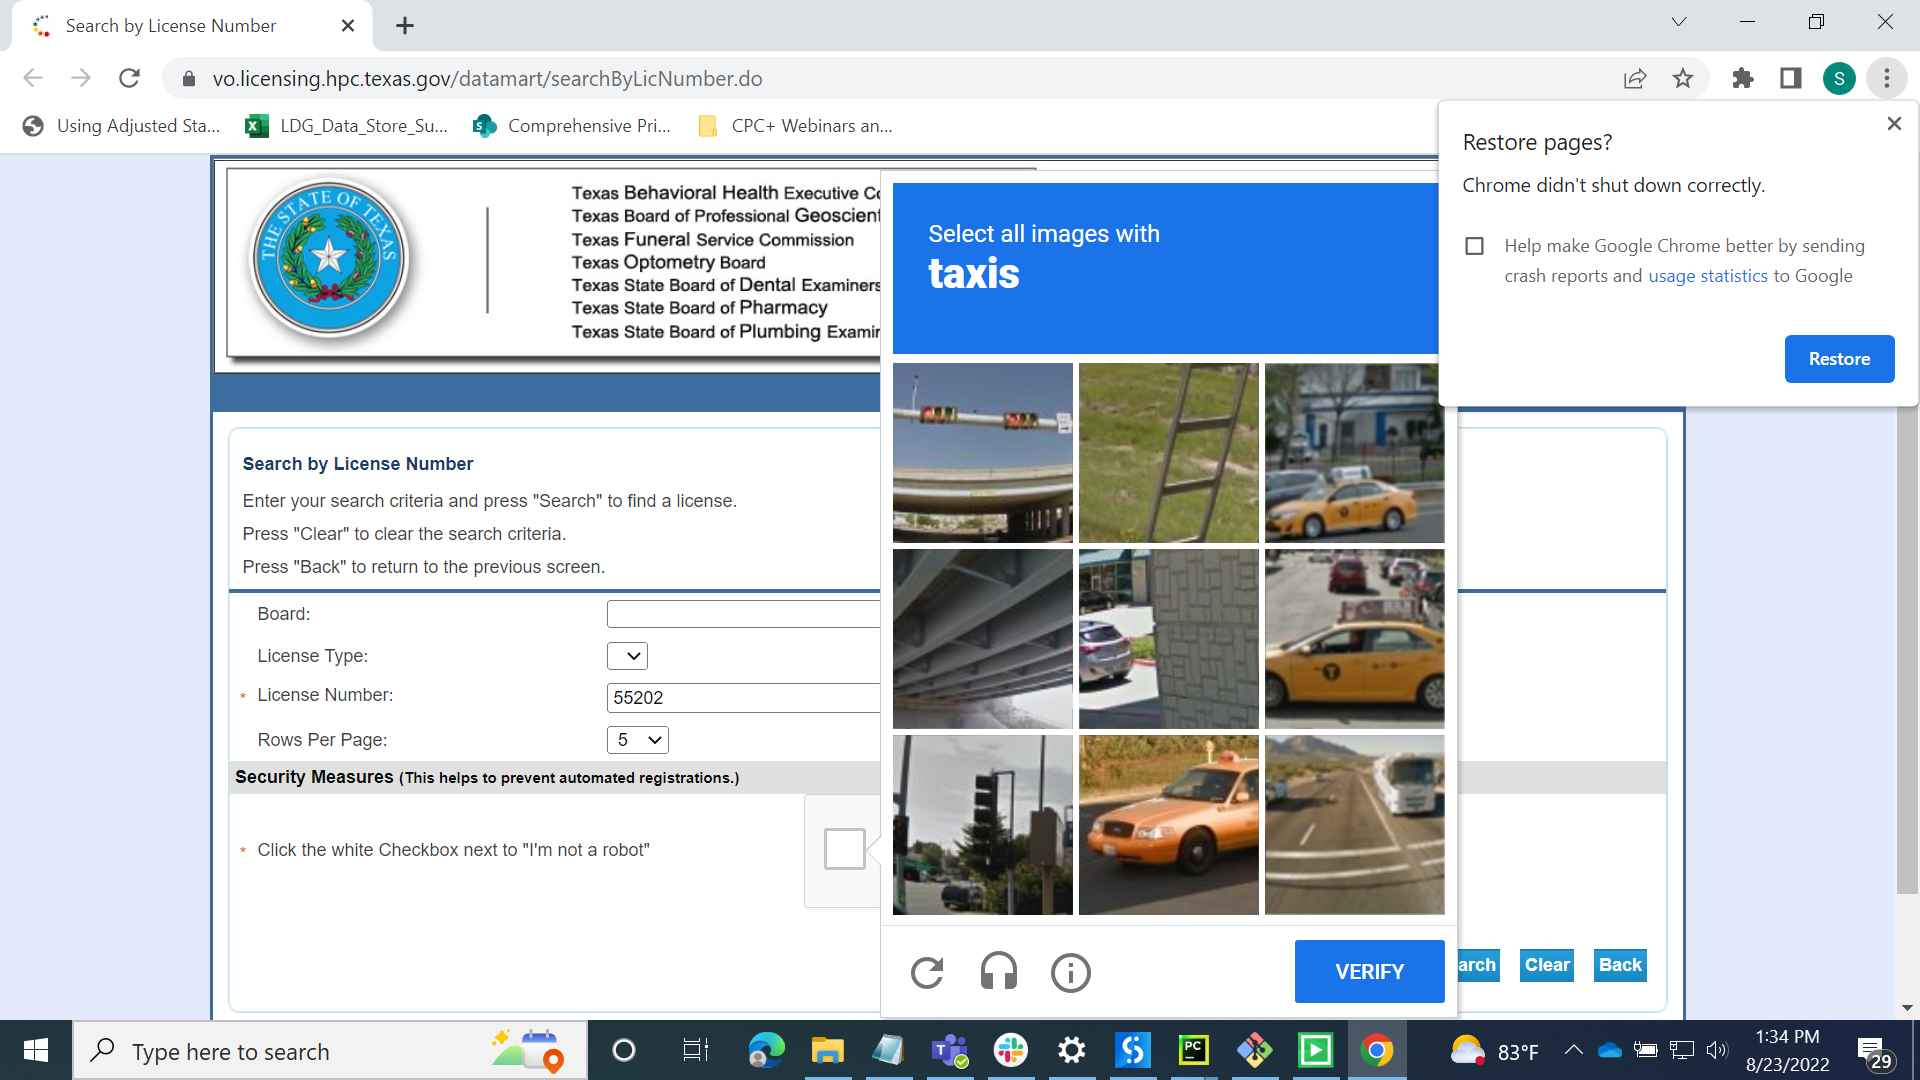 Search by License Number
vo.licensing.hpc.texas.gov/datamart/searchByLicNumber.do
S
Using Adjusted Sta...
LDG_Data_Store_Su...
Comprehensive Pri...
CPC+ Webinars an...
Restore pages?
Chrome didn't shut down correctly.
Help make Google Chrome better by sending
crash reports and usage statistics to Google
Restore
THE STATE OF TEXAS
Texas Behavioral Health Executive Co
Texas Board of Professional Geoscient
Texas Funeral Service Commission
Texas Optometry Board
Texas State Board of Dental Examiners
Texas State Board of Pharmacy
Texas State Board of Plumbing Examin
Select all images with
taxis
Search by License Number
Enter your search criteria and press "Search" to find a license.
Press "Clear" to clear the search criteria.
Press "Back" to return to the previous screen.
Board:
License Type:
* License Number:
55202
Rows Per Page:
5
Security Measures (This helps to prevent automated registrations.)
* Click the white Checkbox next to "I'm not a robot"
T
VERIFY
arch
Clear
Back
Type here to search
PC
83°F
1:34 PM
8/23/2022
29